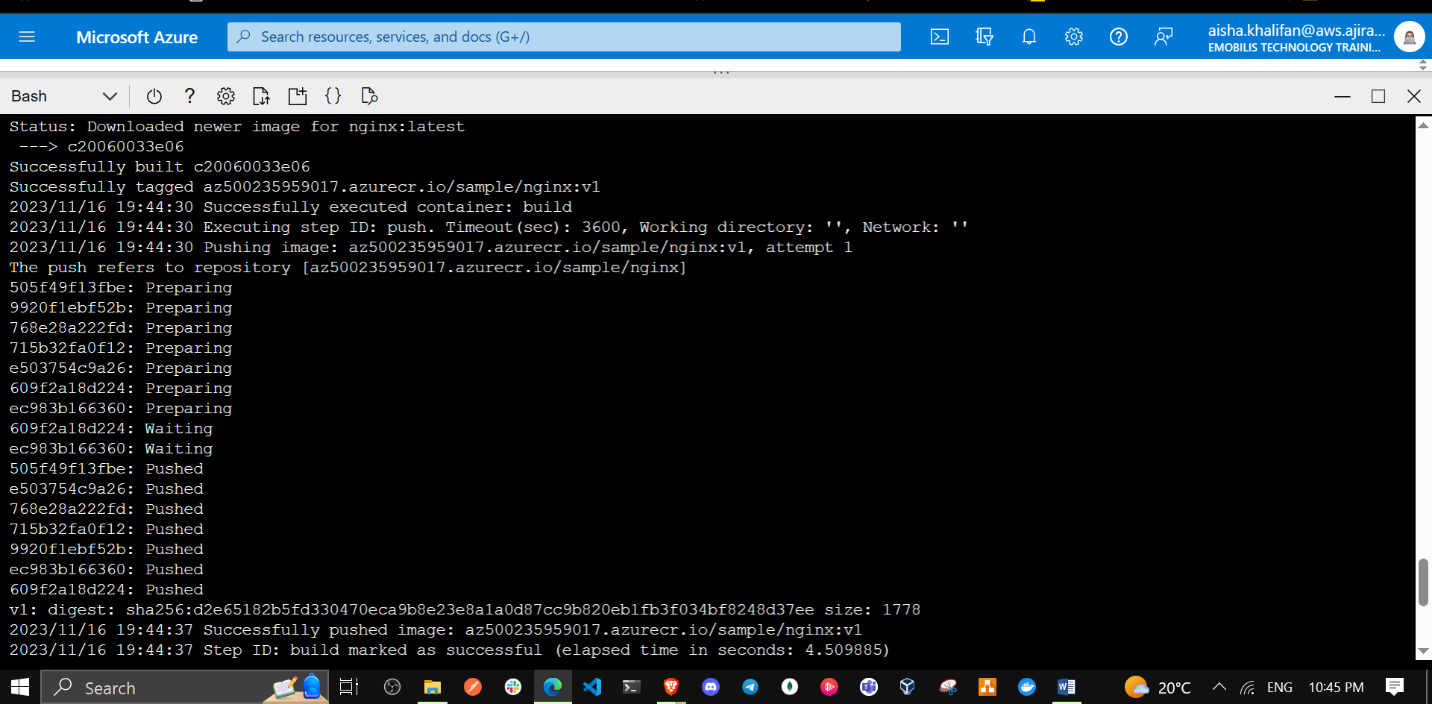 Microsoft Azure
Search resources, services, and docs (G+/)
aisha.khalifan@aws.ajira...
EMOBILIS TECHNOLOGY TRAINI...
Bash
Status: Downloaded newer image for nginx:latest
---> c20060033e06
Successfully built c20060033e06
Successfully tagged az500235959017.azurecr.io/sample/nginx:v1
2023/11/16 19:44:30 Successfully executed container: build
2023/11/16 19:44:30 Executing step ID: push. Timeout(sec): 3600, Working directory: '', Network: ''
2023/11/16 19:44:30 Pushing image: az500235959017.azurecr.io/sample/nginx:v1, attempt 1
The push refers to repository [az500235959017.azurecr.io/sample/nginx]
505f49f13fbe: Preparing
9920f1ebf52b: Preparing
768e28a222fd: Preparing
715b32fa0f12: Preparing
e503754c9a26: Preparing
609f2a18d224: Preparing
ec983b166360: Preparing
609f2a18d224: Waiting
ec983b166360: Waiting
505f49f13fbe: Pushed
e503754c9a26: Pushed
768e28a222fd: Pushed
715b32fa0f12: Pushed
9920f1ebf52b: Pushed
ec983b166360: Pushed
609f2a18d224: Pushed
v1: digest: sha256:d2e65182b5fd330470eca9b8e23e8a1a0d87cc9b820eb1fb3f034bf8248d37ee size: 1778
2023/11/16 19:44:37 Successfully pushed image: az500235959017.azurecr.io/sample/nginx:v1
2023/11/16 19:44:37 Step ID: build marked as successful (elapsed time in seconds: 4.509885)
Search
20°C
ENG
10:45 PM